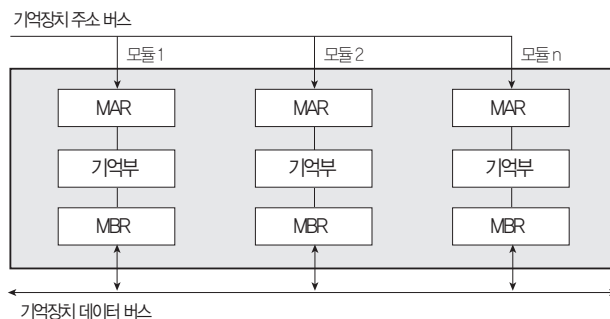 기억장치 주소 버스
모듈 1
모듈 2
모듈 n
MAR
MAR
MAR
기억부
기억부
기억부
MBR
MBR
MBR
기억장치 데이터 버스